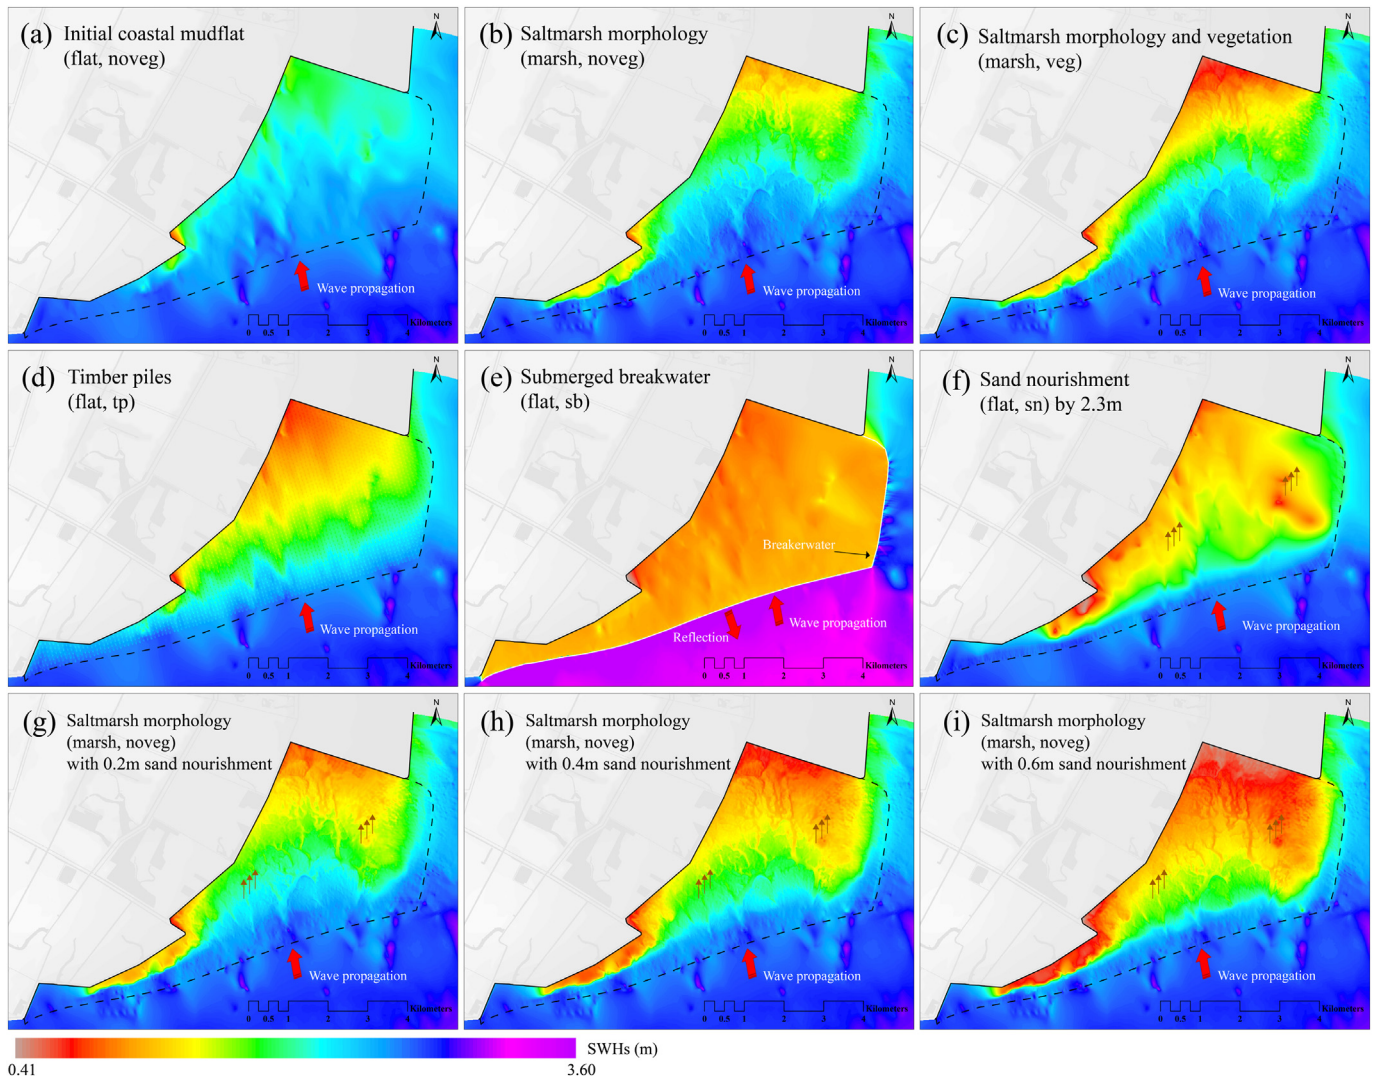 (a) Initial coastal mudflat
(flat, noveg)
N
Wave propagation
0 0.5 1 2 3 4 Kilometers
(b) Saltmarsh morphology
(marsh, noveg)
N
Wave propagation
0 0.5 1 2 3 4 Kilometers
(c) Saltmarsh morphology and vegetation
(marsh, veg)
N
Wave propagation
0 0.5 1 2 3 4 Kilometers
(d) Timber piles
(flat, tp)
N
Wave propagation
0 0.5 1 2 3 4 Kilometers
(e) Submerged breakwater
(flat, sb)
N
Breakerwater
Wave propagation
Reflection
0 0.5 1 2 3 4 Kilometers
(f) Sand nourishment
(flat, sn) by 2.3m
N
Wave propagation
0 0.5 1 2 3 4 Kilometers
(g) Saltmarsh morphology
(marsh, noveg)
with 0.2m sand nourishment
N
Wave propagation
0 0.5 1 2 3 4 Kilometers
(h) Saltmarsh morphology
(marsh, noveg)
with 0.4m sand nourishment
N
Wave propagation
0 0.5 1 2 3 4 Kilometers
(i) Saltmarsh morphology
(marsh, noveg)
with 0.6m sand nourishment
N
Wave propagation
0 0.5 1 2 3 4 Kilometers
SWHs (m)
0.41 3.60